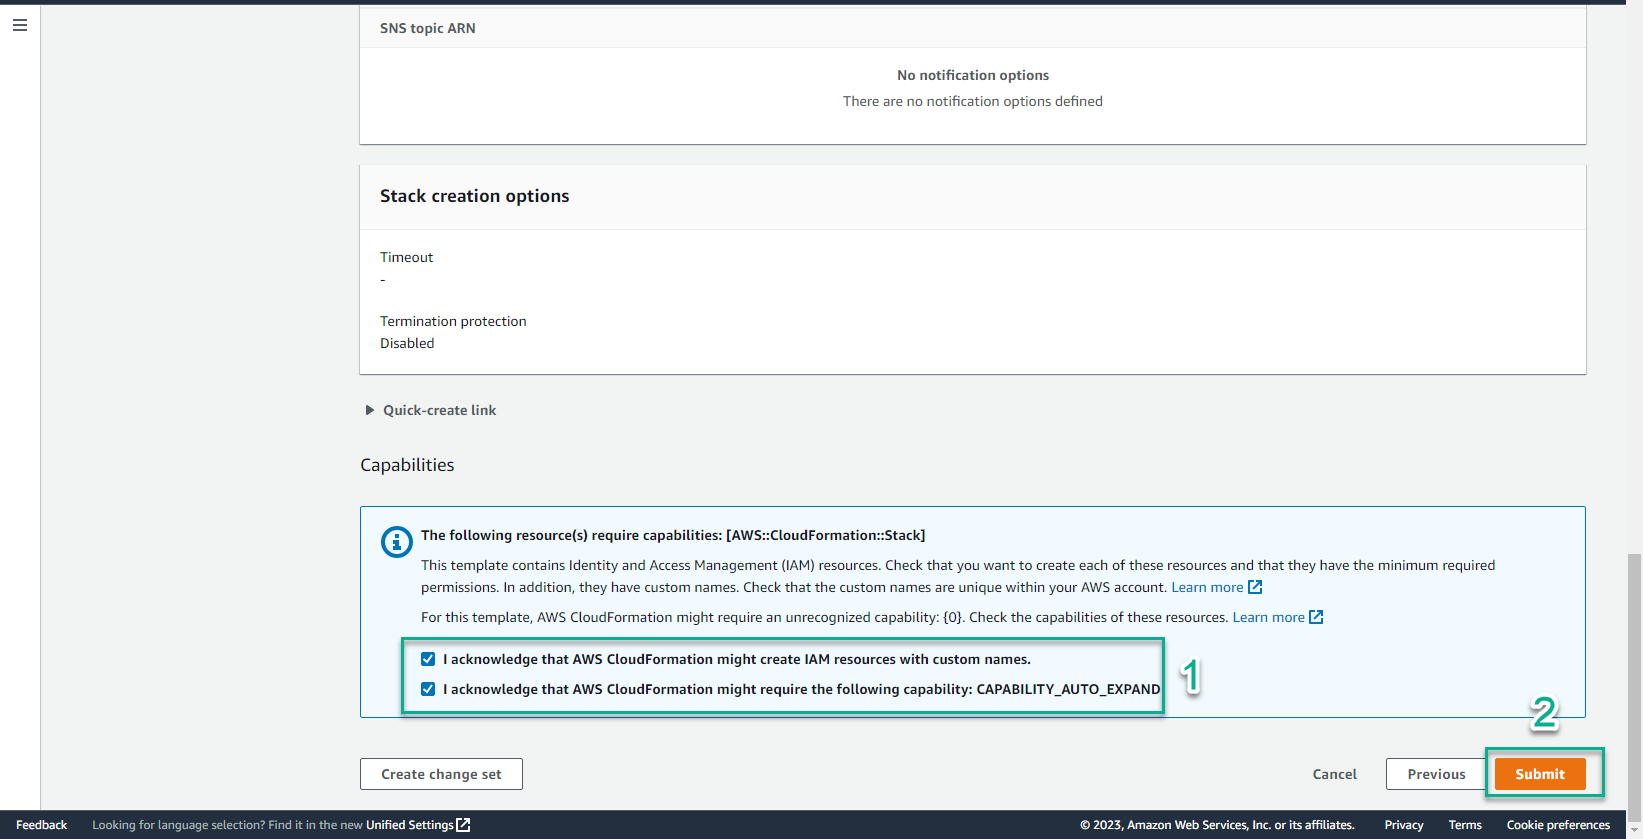 SNS topic ARN
No notification options
There are no notification options defined
Stack creation options
Timeout
-
Termination protection
Disabled
Quick-create link
Capabilities
The following resource(s) require capabilities: [AWS::CloudFormation::Stack]
This template contains Identity and Access Management (IAM) resources. Check that you want to create each of these resources and that they have the minimum required
permissions. In addition, they have custom names. Check that the custom names are unique within your AWS account. Learn more
For this template, AWS CloudFormation might require an unrecognized capability: {0}. Check the capabilities of these resources. Learn more
I acknowledge that AWS CloudFormation might create IAM resources with custom names.
I acknowledge that AWS CloudFormation might require the following capability: CAPABILITY_AUTO_EXPAND
1
2
Create change set
Cancel
Previous
Submit
Feedback
Looking for language selection? Find it in the new Unified Settings
© 2023, Amazon Web Services, Inc. or its affiliates.
Privacy
Terms
Cookie preferences